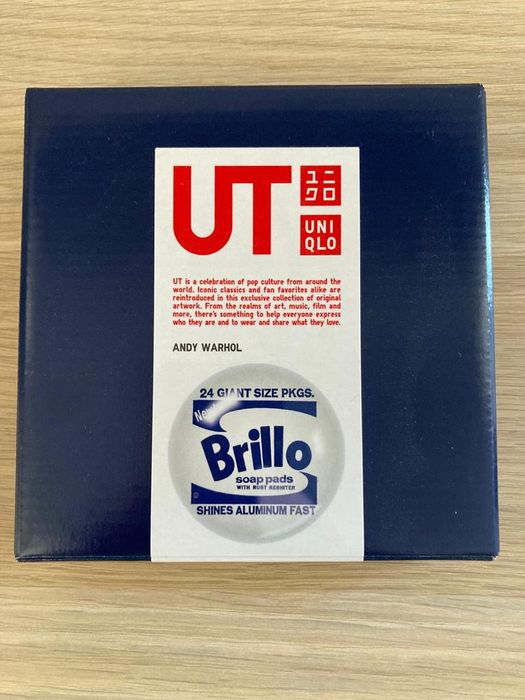 UT
ユニ
クロ
UNI
QLO
UT is a celebration of pop culture from around the
world. Iconic classics and fan favorites alike are
reintroduced in this exclusive collection of original
artwork. From the realms of art, music, film and
more, there's something to help everyone express
who they are and to wear and share what they love.
ANDY WARHOL
24 GIANT SIZE PKGS.
New!
Brillo
soap pads
WITH RUST RESISTER
SHINES ALUMINUM FAST